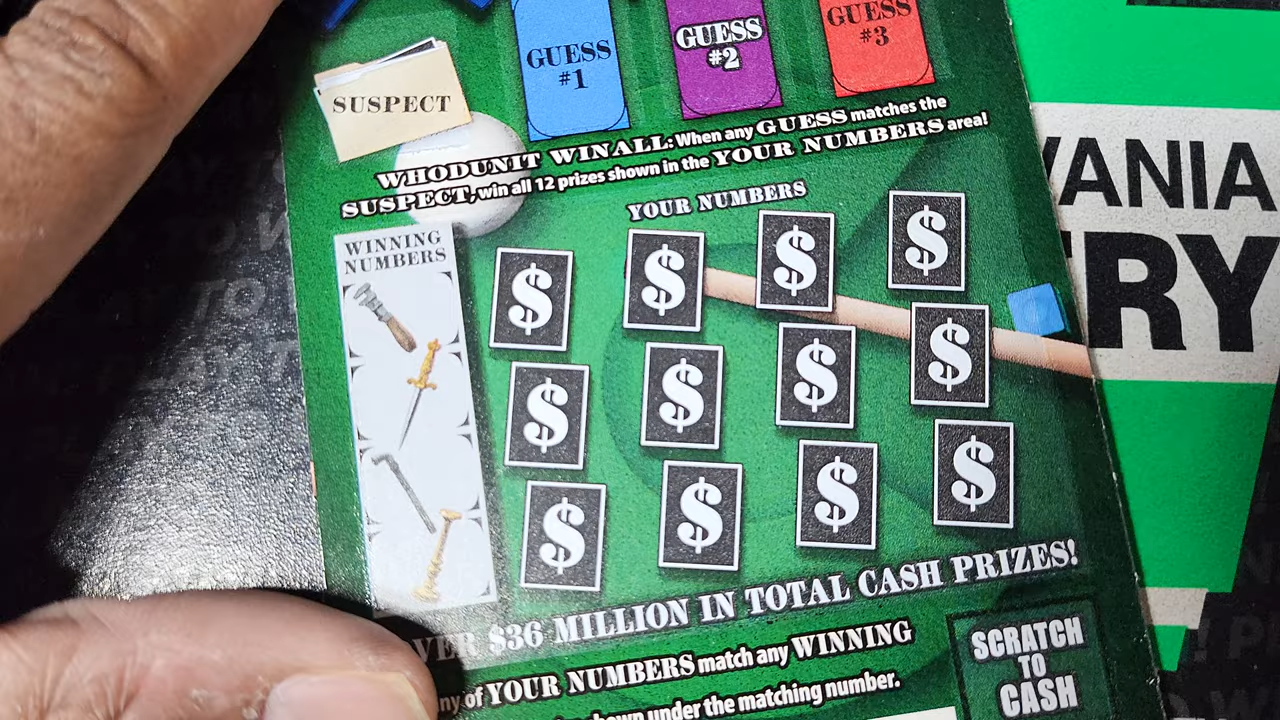 GUESS #1
GUESS #2
GUESS #3
SUSPECT
WHODUNIT WINALL: When any GUESS matches the
SUSPECT, win all 12 prizes shown in the YOUR NUMBERS area!
YOUR NUMBERS
WINNING
NUMBERS
$ $ $ $
$ $ $ $
$ $ $ $
$36 MILLION IN TOTAL CASH PRIZES!
of YOUR NUMBERS match any WINNING
shown under the matching number.
SCRATCH
TO
CASH
VANIA
RY